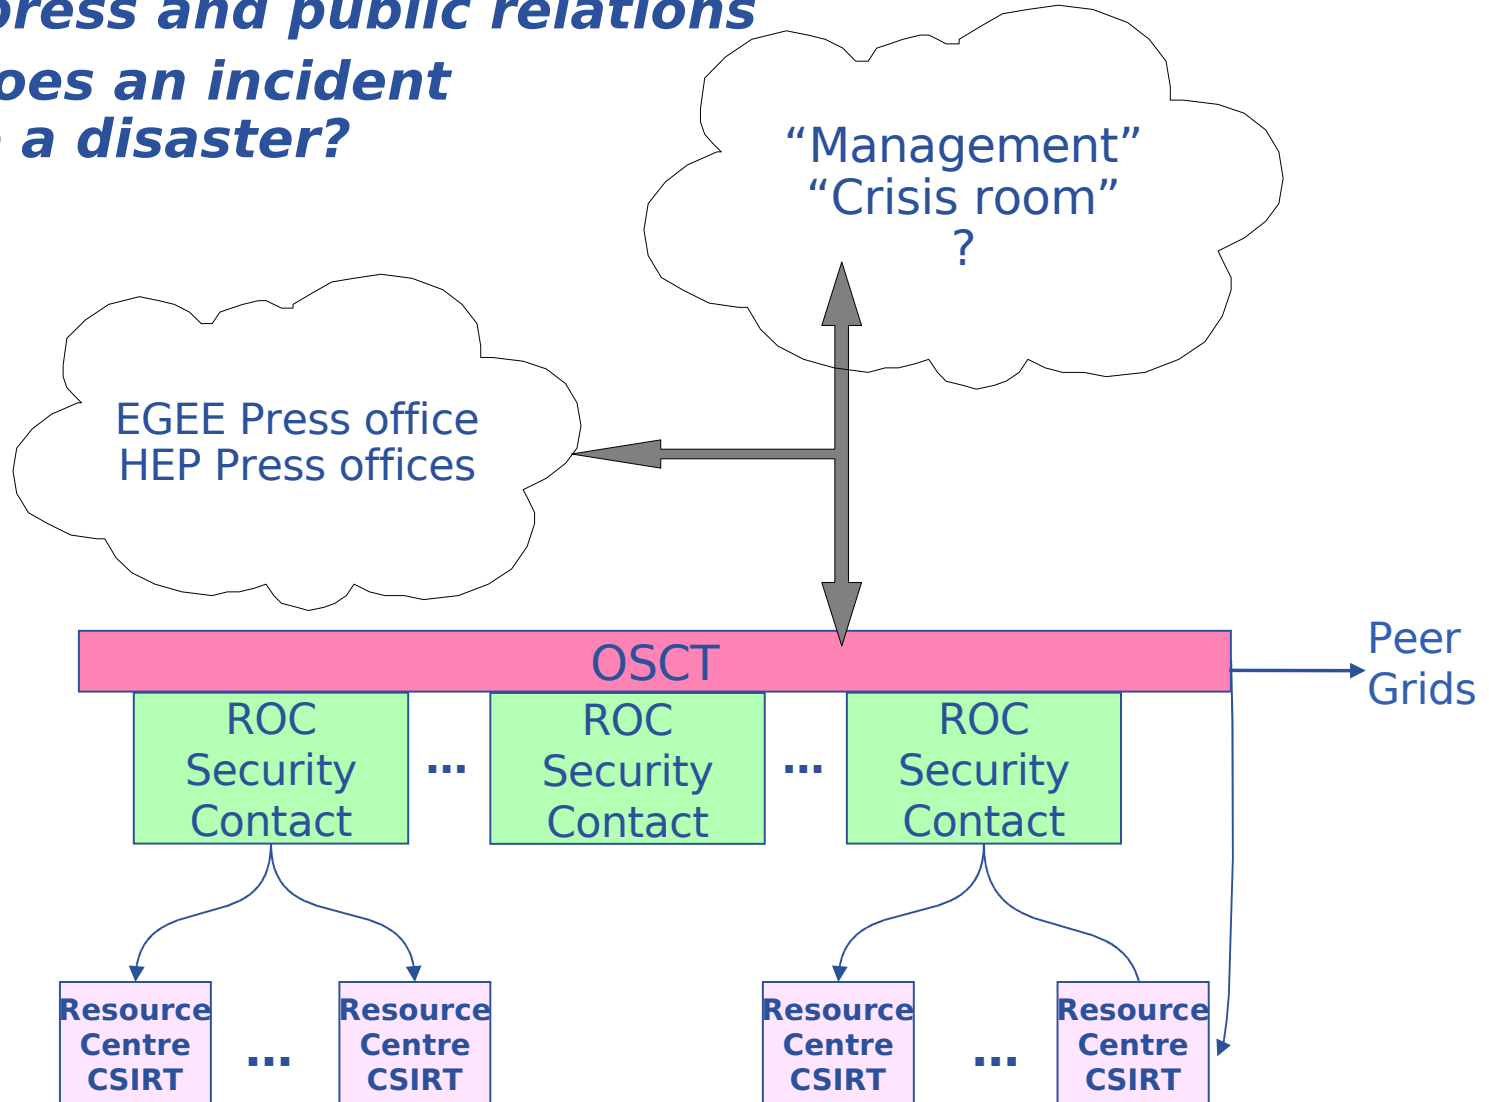 press and public relations
oes an incident
a disaster?
“Management”
“Crisis room”
?
EGEE Press office
HEP Press offices
OSCT
Peer
Grids
ROC
Security
Contact
...
ROC
Security
Contact
...
ROC
Security
Contact
Resource
Centre
CSIRT
...
Resource
Centre
CSIRT
Resource
Centre
CSIRT
...
Resource
Centre
CSIRT